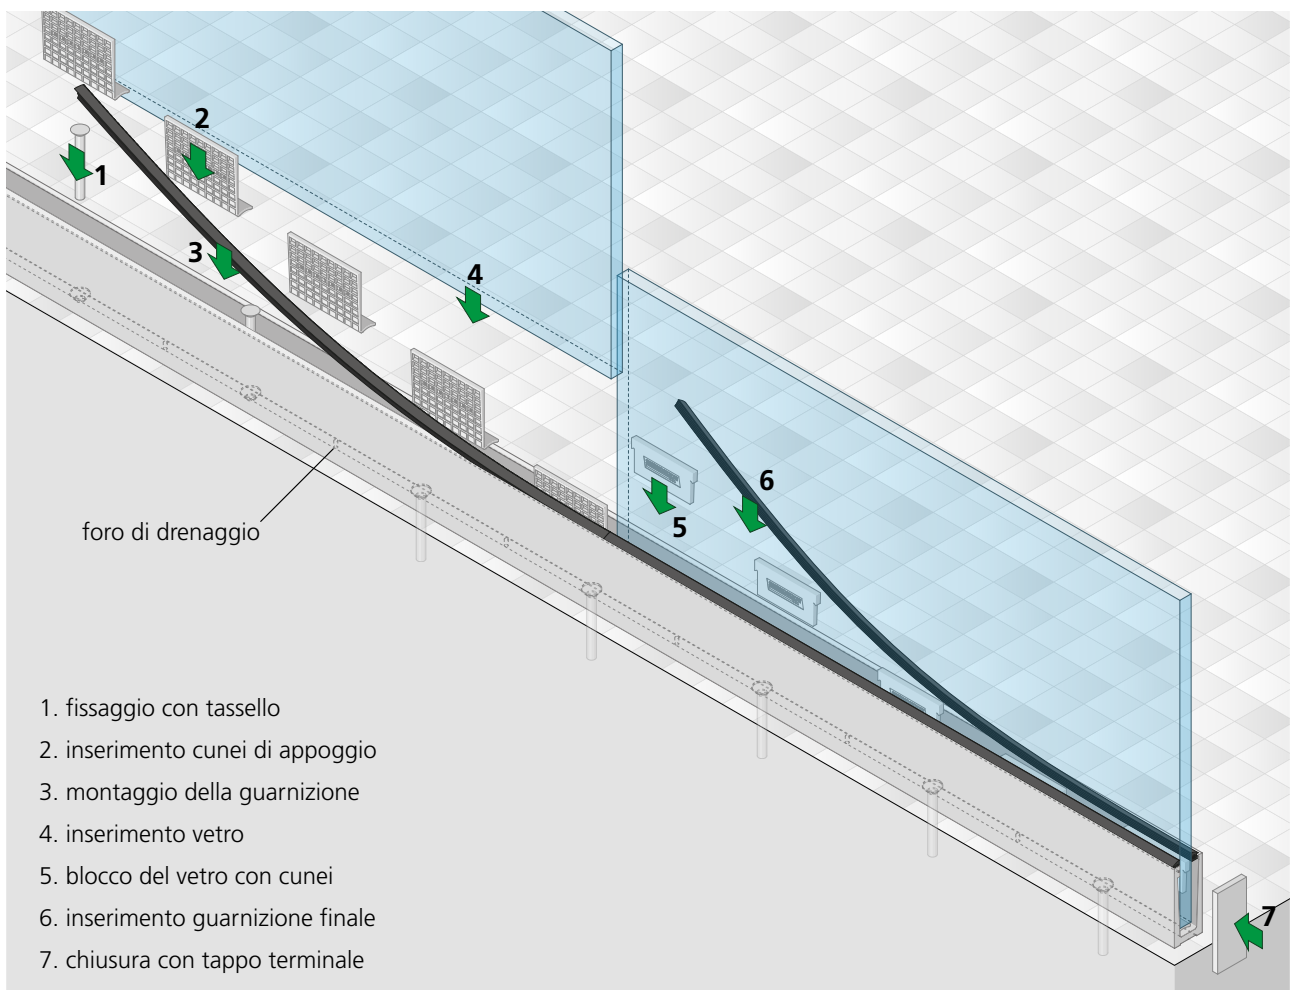 2
1
3
4
6
5
foro di drenaggio
1. fissaggio con tassello
2. inserimento cunei di appoggio
3. montaggio della guarnizione
4. inserimento vetro
5. blocco del vetro con cunei
6. inserimento guarnizione finale
7. chiusura con tappo terminale
7